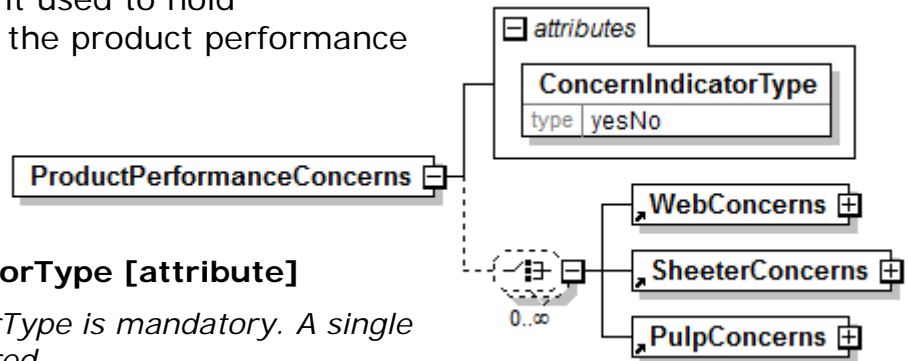 used to hold
the product performance
attributes
ConcernIndicatorType
type yesNo
ProductPerformanceConcerns
WebConcerns
SheeterConcerns
PulpConcerns
0..∞
orType [attribute]
rType is mandatory. A single